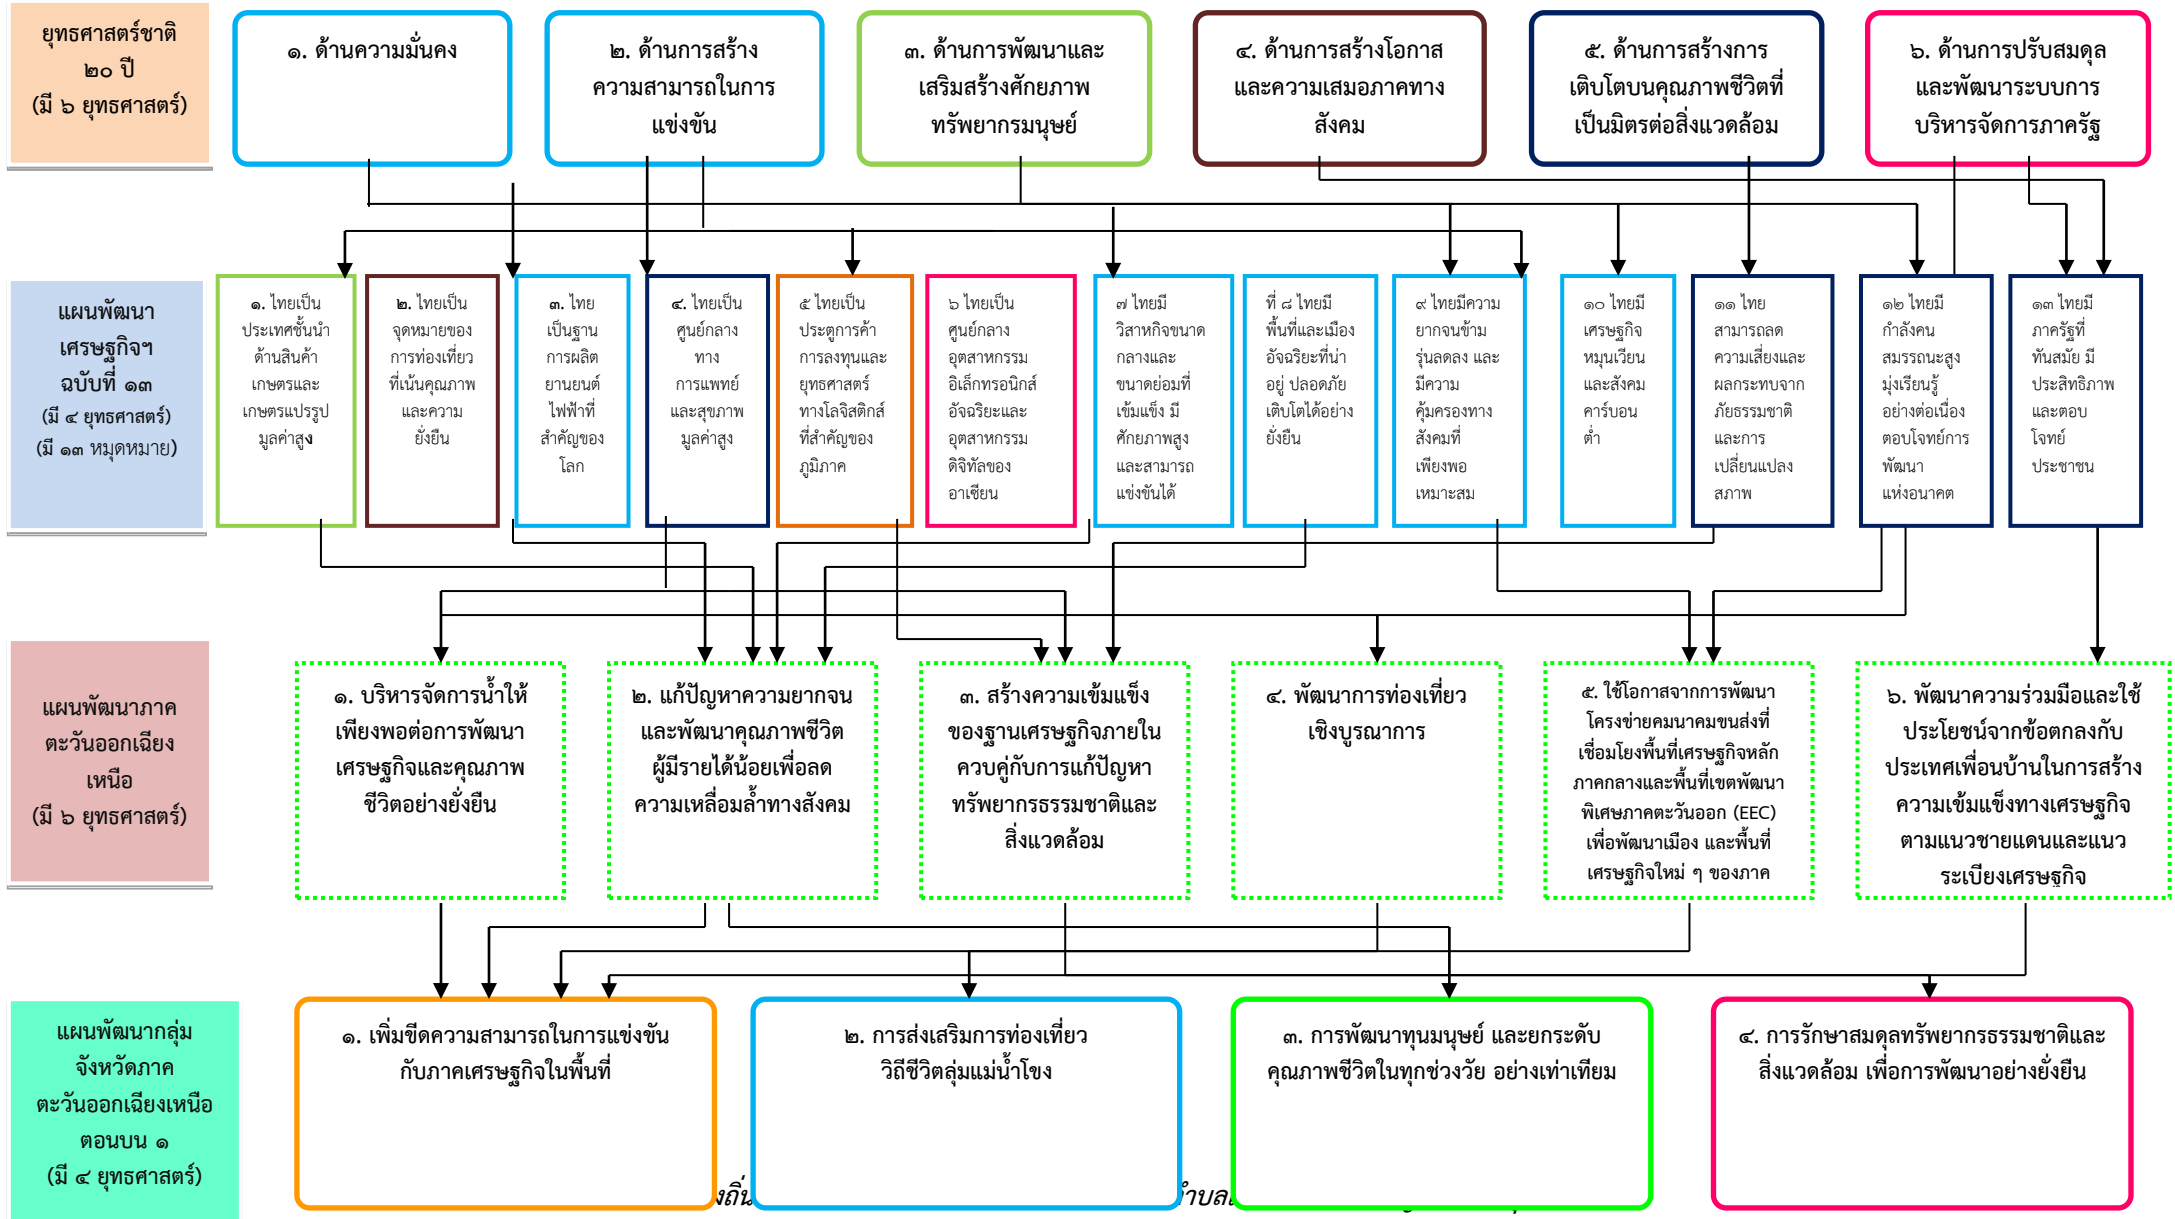 ยุทธศาสตร์ชาติ
๒๐ ปี
(มี ๖ ยุทธศาสตร์)
๑. ด้านความมั่นคง
๒. ด้านการสร้าง
ความสามารถในการ
แข่งขัน
๓. ด้านการพัฒนาและ
เสริมสร้างศักยภาพ
ทรัพยากรมนุษย์
๔. ด้านการสร้างโอกาส
และความเสมอภาคทาง
สังคม
๕. ด้านการสร้างการ
เติบโตบนคุณภาพชีวิตที่
เป็นมิตรต่อสิ่งแวดล้อม
๖. ด้านการปรับสมดุล
และพัฒนาระบบการ
บริหารจัดการภาครัฐ
แผนพัฒนา
เศรษฐกิจฯ
ฉบับที่ ๑๓
(มี ๔ ยุทธศาสตร์)
(มี ๑๓ หมุดหมาย)
๑. ไทยเป็น
ประเทศชั้นนำ
ด้านสินค้า
เกษตรและ
เกษตรแปรรูป
มูลค่าสูง
๒. ไทยเป็น
จุดหมายของ
การท่องเที่ยว
ที่เน้นคุณภาพ
และความ
ยั่งยืน
๓. ไทย
เป็นฐาน
การผลิต
ยานยนต์
ไฟฟ้าที่
สำคัญของ
โลก
๔. ไทยเป็น
ศูนย์กลาง
ทาง
การแพทย์
และสุขภาพ
มูลค่าสูง
๕ ไทยเป็น
ประตูการค้า
การลงทุนและ
ยุทธศาสตร์
ทางโลจิสติกส์
ที่สำคัญของ
ภูมิภาค
๖ ไทยเป็น
ศูนย์กลาง
อุตสาหกรรม
อิเล็กทรอนิกส์
อัจฉริยะและ
อุตสาหกรรม
ดิจิทัลของ
อาเซียน
๗ ไทยมี
วิสาหกิจขนาด
กลางและ
ขนาดย่อมที่
เข้มแข็ง มี
ศักยภาพสูง
และสามารถ
แข่งขันได้
ที่ ๘ ไทยมี
พื้นที่และเมือง
อัจฉริยะที่น่า
อยู่ ปลอดภัย
เติบโตได้อย่าง
ยั่งยืน
๙ ไทยมีความ
ยากจนข้าม
รุ่นลดลง และ
มีความ
คุ้มครองทาง
สังคมที่
เพียงพอ
เหมาะสม
๑๐ ไทยมี
เศรษฐกิจ
หมุนเวียน
และสังคม
คาร์บอน
ต่ำ
๑๑ ไทย
สามารถลด
ความเสี่ยงและ
ผลกระทบจาก
ภัยธรรมชาติ
และการ
เปลี่ยนแปลง
สภาพ
๑๒ ไทยมี
กำลังคน
สมรรถนะสูง
มุ่งเรียนรู้
อย่างต่อเนื่อง
ตอบโจทย์การ
พัฒนา
แห่งอนาคต
๑๓ ไทยมี
ภาครัฐที่
ทันสมัย มี
ประสิทธิภาพ
และตอบ
โจทย์
ประชาชน
แผนพัฒนาภาค
ตะวันออกเฉียง
เหนือ
(มี ๖ ยุทธศาสตร์)
๑. บริหารจัดการน้ำให้
เพียงพอต่อการพัฒนา
เศรษฐกิจและคุณภาพ
ชีวิตอย่างยั่งยืน
๒. แก้ปัญหาความยากจน
และพัฒนาคุณภาพชีวิต
ผู้มีรายได้น้อยเพื่อลด
ความเหลื่อมล้ำทางสังคม
๓. สร้างความเข้มแข็ง
ของฐานเศรษฐกิจภายใน
ควบคู่กับการแก้ปัญหา
ทรัพยากรธรรมชาติและ
สิ่งแวดล้อม
๔. พัฒนาการท่องเที่ยว
เชิงบูรณาการ
๕. ใช้โอกาสจากการพัฒนา
โครงข่ายคมนาคมขนส่งที่
เชื่อมโยงพื้นที่เศรษฐกิจหลัก
ภาคกลางและพื้นที่เขตพัฒนา
พิเศษภาคตะวันออก (EEC)
เพื่อพัฒนาเมือง และพื้นที่
เศรษฐกิจใหม่ ๆ ของภาค
๖. พัฒนาความร่วมมือและใช้
ประโยชน์จากข้อตกลงกับ
ประเทศเพื่อนบ้านในการสร้าง
ความเข้มแข็งทางเศรษฐกิจ
ตามแนวชายแดนและแนว
ระเบียงเศรษฐกิจ
แผนพัฒนากลุ่ม
จังหวัดภาค
ตะวันออกเฉียงเหนือ
ตอนบน ๑
(มี ๔ ยุทธศาสตร์)
๑. เพิ่มขีดความสามารถในการแข่งขัน
กับภาคเศรษฐกิจในพื้นที่
๒. การส่งเสริมการท่องเที่ยว
วิถีชีวิตลุ่มแม่น้ำโขง
๓. การพัฒนาทุนมนุษย์ และยกระดับ
คุณภาพชีวิตในทุกช่วงวัย อย่างเท่าเทียม
๔. การรักษาสมดุลทรัพยากรธรรมชาติและ
สิ่งแวดล้อม เพื่อการพัฒนาอย่างยั่งยืน